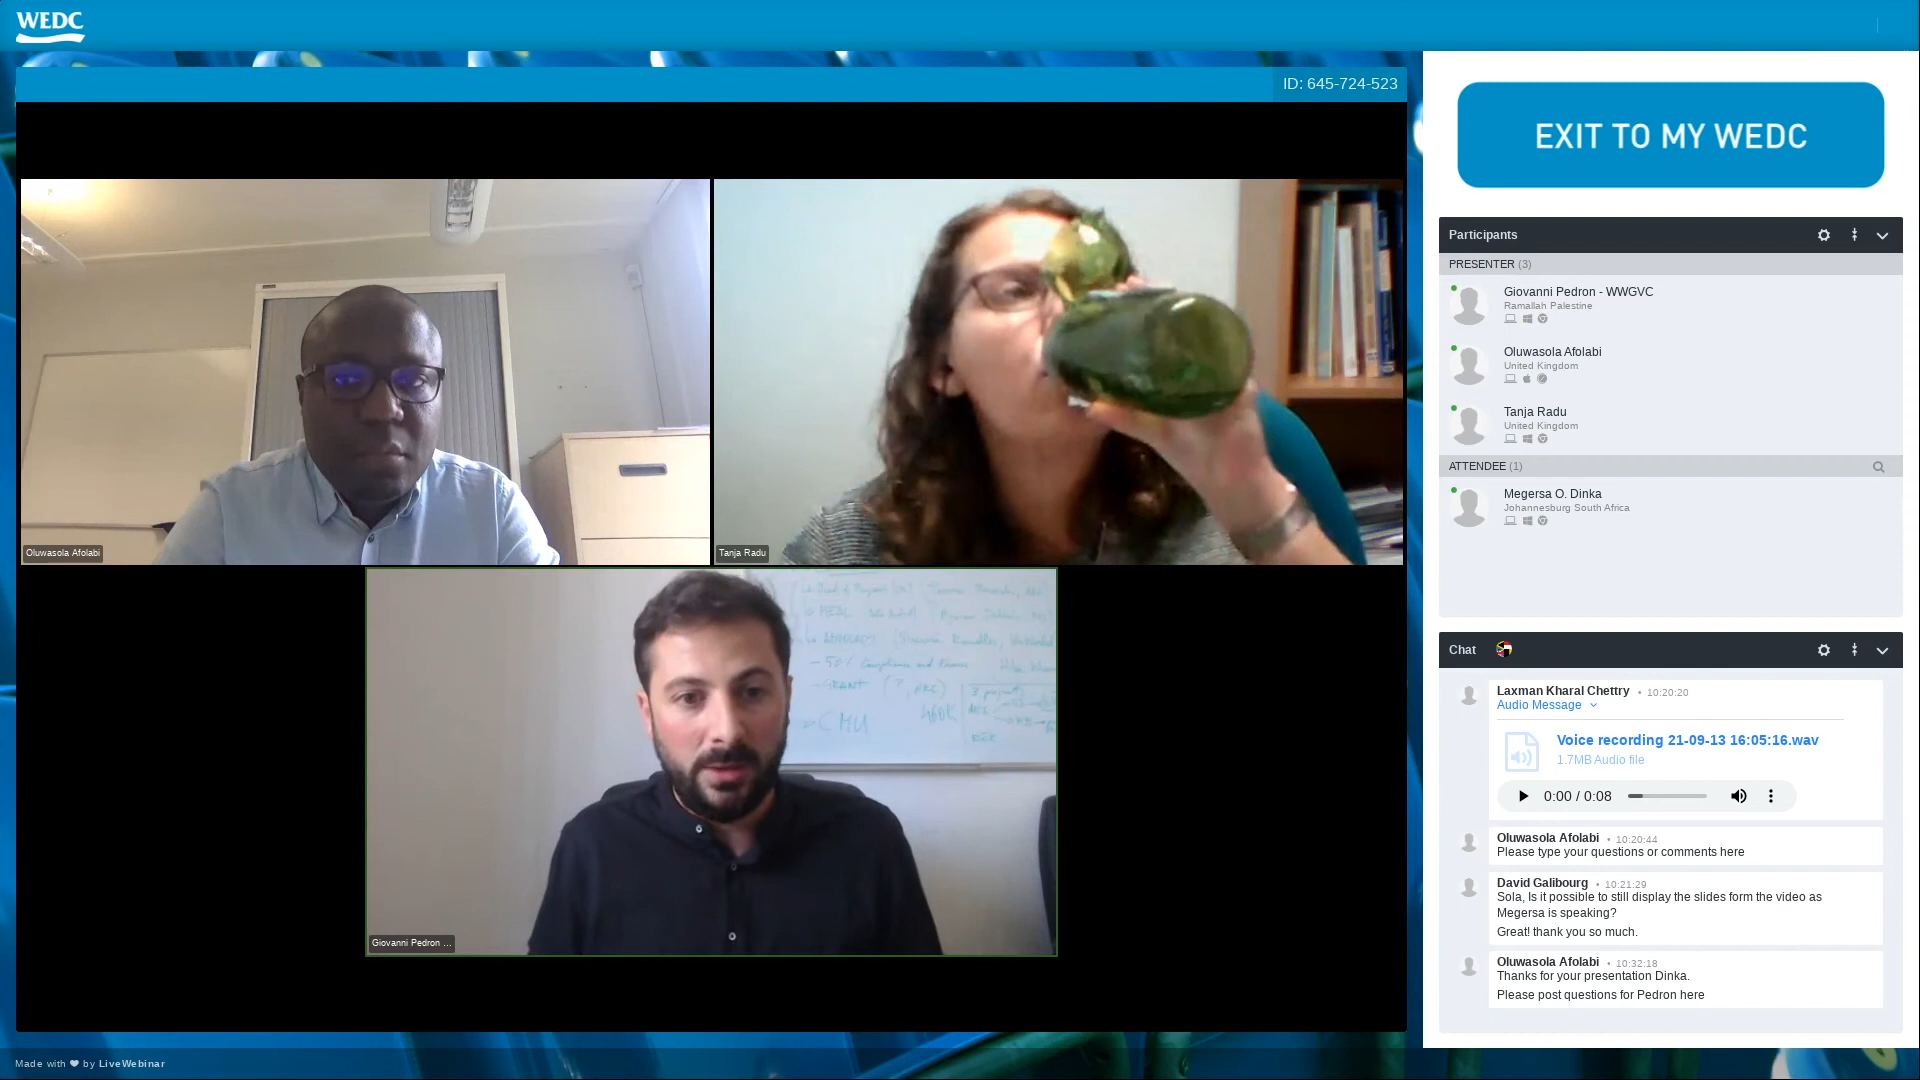 WEDC
ID: 645-724-523
EXIT TO MY WEDC
Participants
PRESENTER (3)
Giovanni Pedron - WWGVC
Ramallah Palestine
Oluwasola Afolabi
United Kingdom
Tanja Radu
United Kingdom
ATTENDEE (1)
Megersa O. Dinka
Johannesburg South Africa
Oluwasola Afolabi
Tanja Radu
50%
GRANT
CMU
Giovanni Pedron ...
Chat
Laxman Kharal Chettry • 10:20:20
Audio Message
Voice recording 21-09-13 16:05:16.wav
1.7MB Audio file
0:00 / 0:08
Oluwasola Afolabi • 10:20:44
Please type your questions or comments here
David Galibourg • 10:21:29
Sola, Is it possible to still display the slides form the video as
Megersa is speaking?
Great! thank you so much.
Oluwasola Afolabi • 10:32:18
Thanks for your presentation Dinka.
Please post questions for Pedron here
Made with ❤ by LiveWebinar